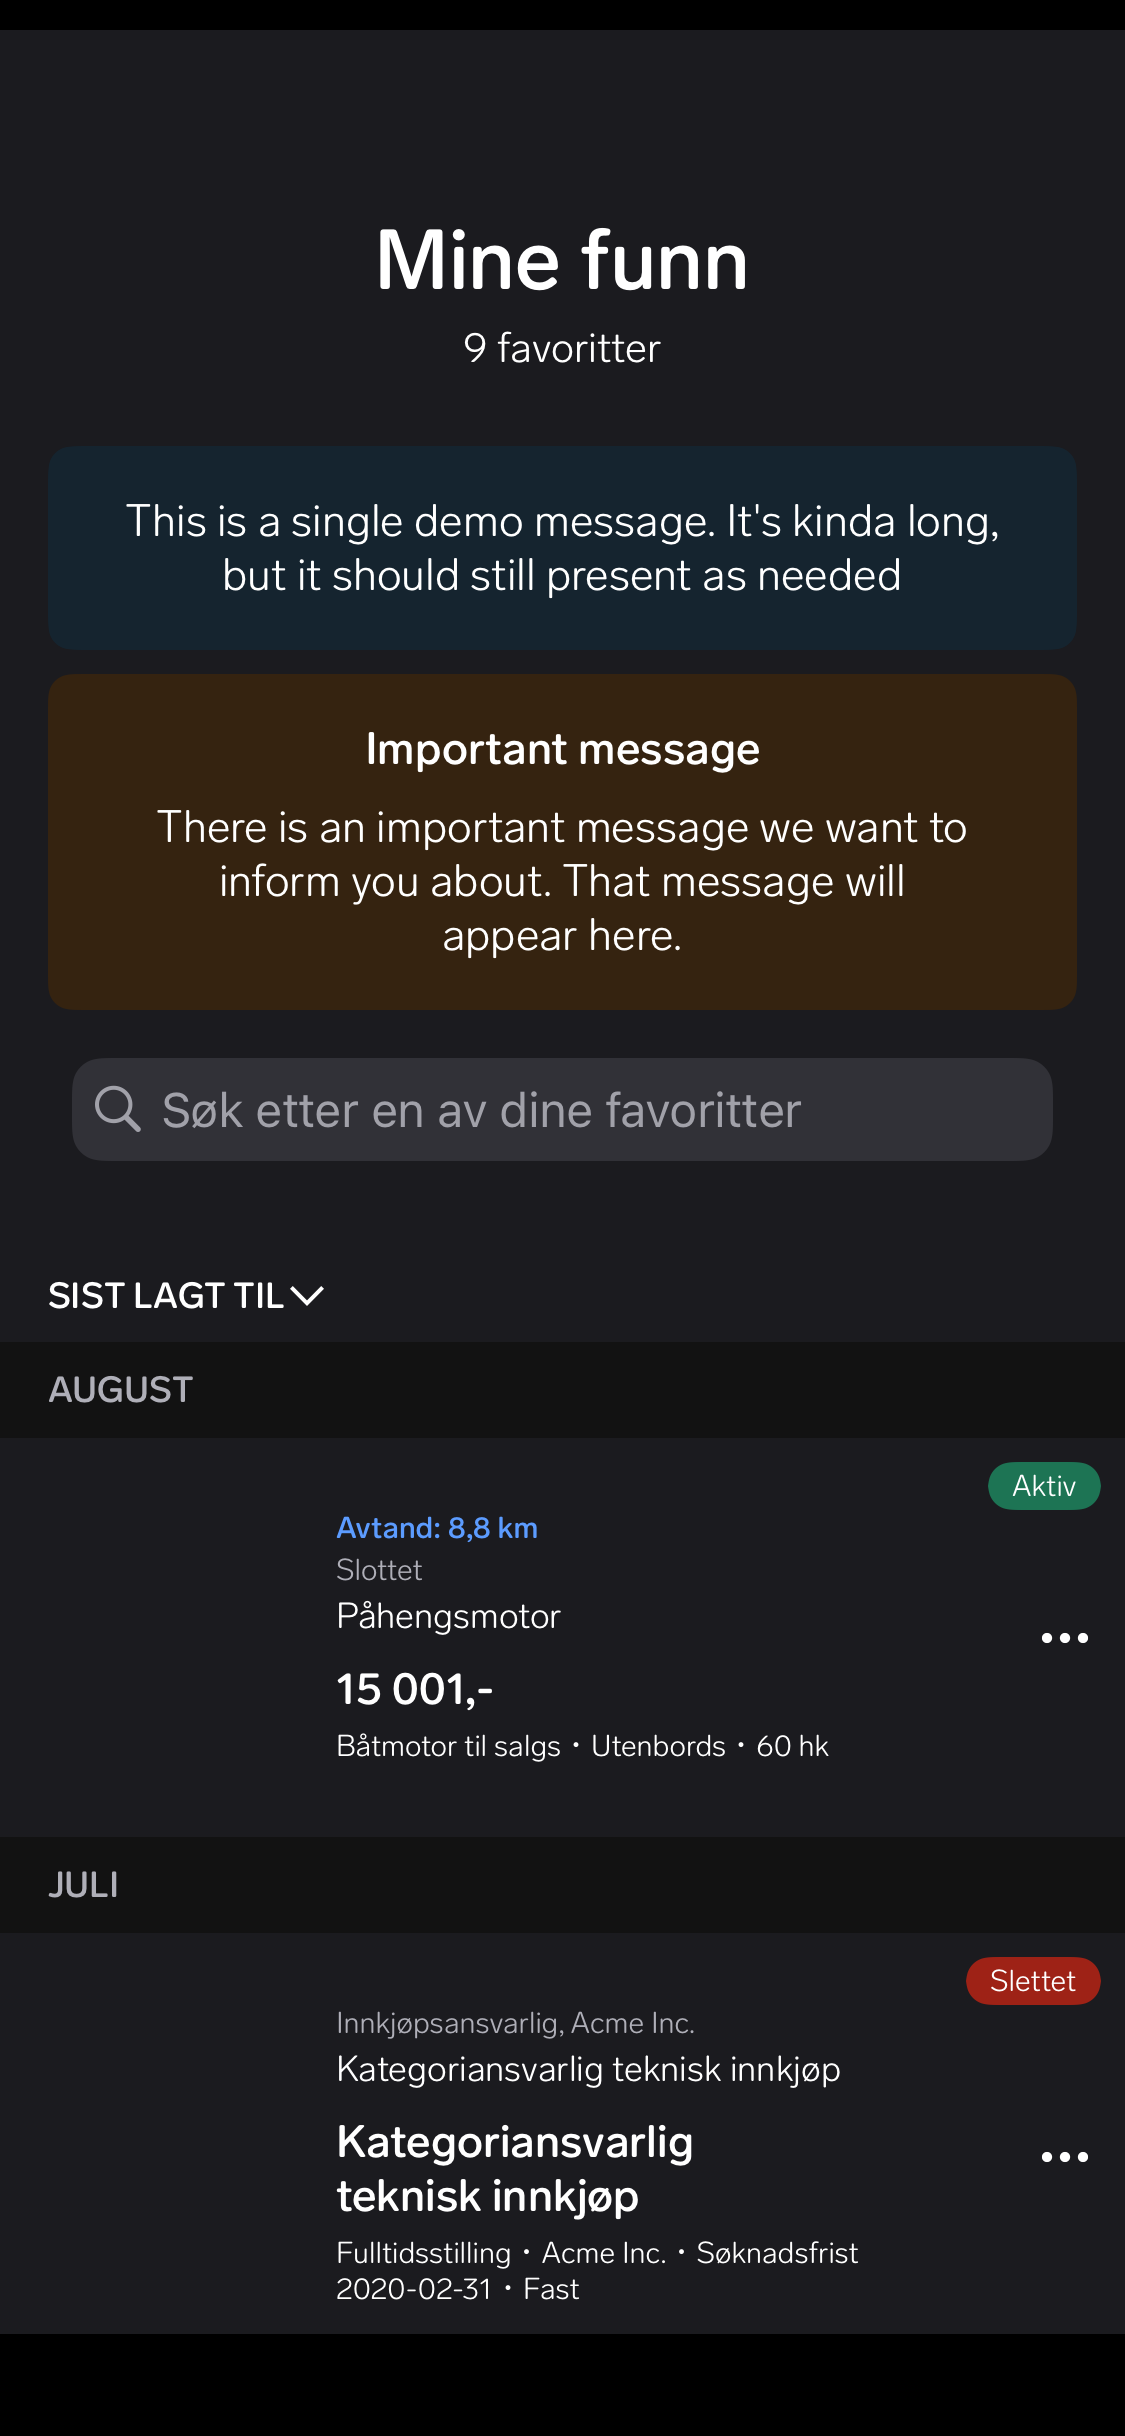 Mine funn
9 favoritter
This is a single demo message. It's kinda long,
but it should still present as needed
Important message
There is an important message we want to
inform you about. That message will
appear here.
Søk etter en av dine favoritter
SIST LAGT TIL
AUGUST
Aktiv
Avtand: 8,8 km
Slottet
Påhengsmotor
15 001,-
Båtmotor til salgs • Utenbords • 60 hk
JULI
Slettet
Innkjøpsansvarlig, Acme Inc.
Kategoriansvarlig teknisk innkjøp
Kategoriansvarlig
teknisk innkjøp
Fulltidsstilling • Acme Inc. • Søknadsfrist
2020-02-31 • Fast